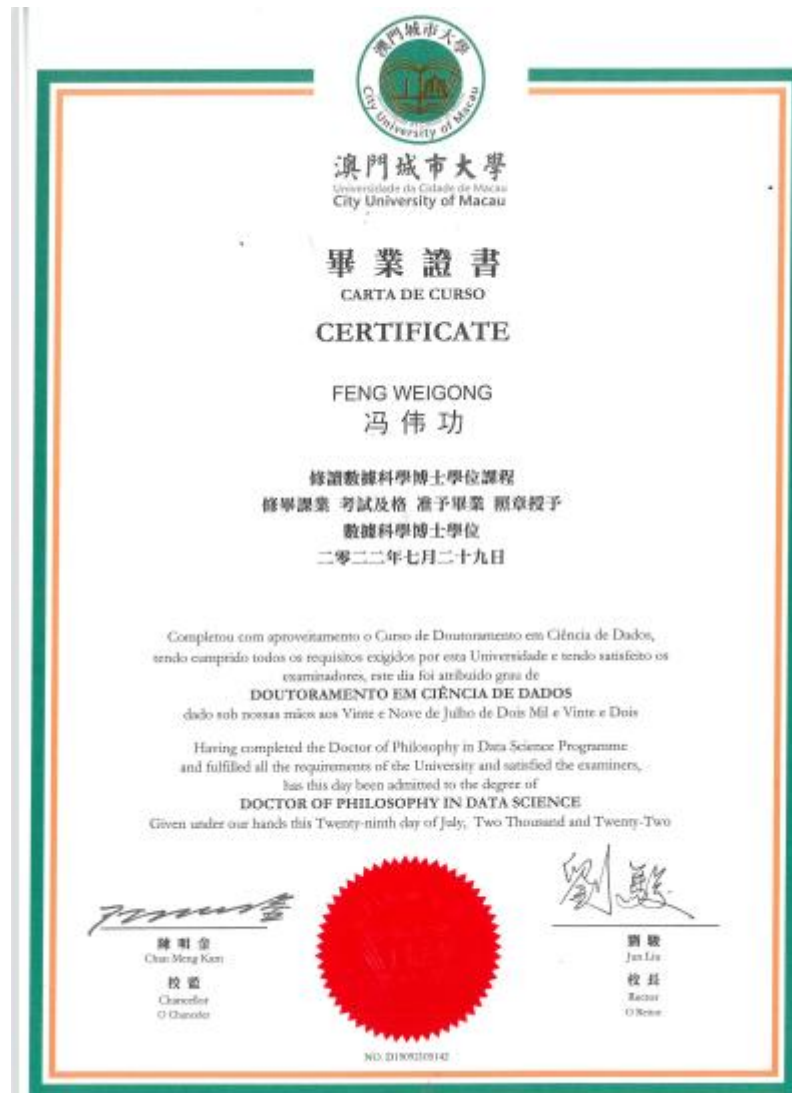 澳門城市大學
City University of Macau
澳門城市大學
Universidade da Cidade de Macau
City University of Macau
畢業證書
CARTA DE CURSO
CERTIFICATE
FENG WEIGONG
冯伟功
修讀數據科學博士學位課程
修畢課業 考試及格 准予畢業 照章授予
數據科學博士學位
二零二二年七月二十九日
Completou com aproveitamento o Curso de Doutoramento em Ciência de Dados,
tendo cumprido todos os requisitos exigidos por esta Universidade e tendo satisfeito os
examinadores, este dia foi atribuído grau de
DOUTORAMENTO EM CIÊNCIA DE DADOS
dado sob nossas mãos aos Vinte e Nove de Julho de Dois Mil e Vinte e Dois
Having completed the Doctor of Philosophy in Data Science Programme
and fulfilled all the requirements of the University and satisfied the examiners,
has this day been admitted to the degree of
DOCTOR OF PHILOSOPHY IN DATA SCIENCE
Given under our hands this Twenty-ninth day of July, Two Thousand and Twenty-Two
劉駿
陳明金
Chan Meng Kam
校監
Chancellor
O Chanceler
劉駿
Jun Liu
校長
Rector
O Reitor
NO.